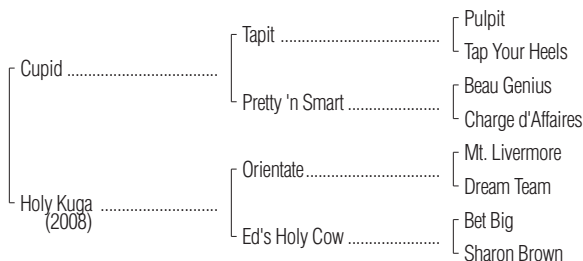 Pulpit
Tapit ........................................
Tap Your Heels
Cupid ......................................
Beau Genius
Pretty 'n Smart .......................
Charge d'Affaires
Mt. Livermore
Orientate..................................
Dream Team
Holy Kuga .............................
(2008)
Bet Big
Ed's Holy Cow .......................
Sharon Brown